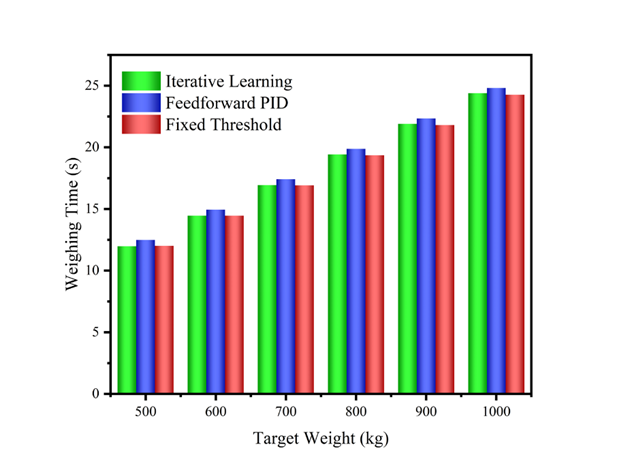 Iterative Learning
Feedforward PID
Fixed Threshold
Weighing Time (s)
25
20
15
10
5
0
500 600 700 800 900 1000
Target Weight (kg)